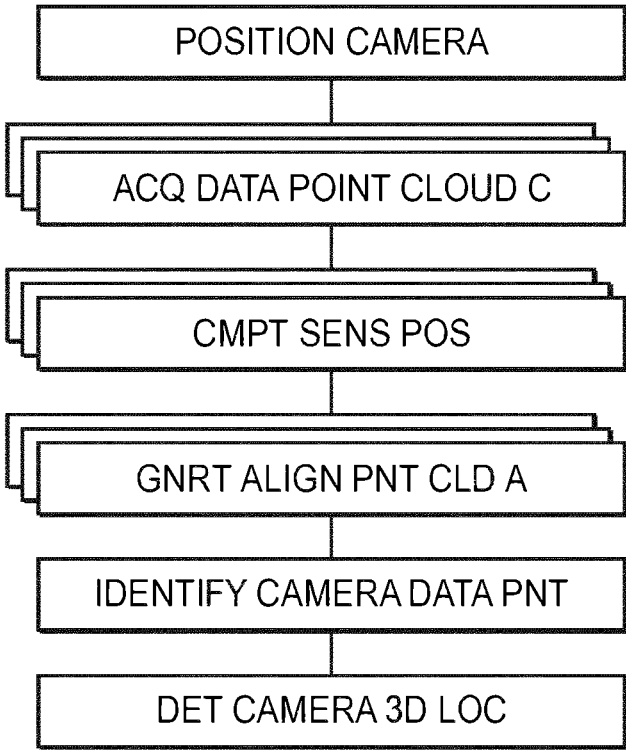 POSITION CAMERA
ACQ DATA POINT CLOUD C
CMPT SENS POS
GNRT ALIGN PNT CLD A
IDENTIFY CAMERA DATA PNT
DET CAMERA 3D LOC